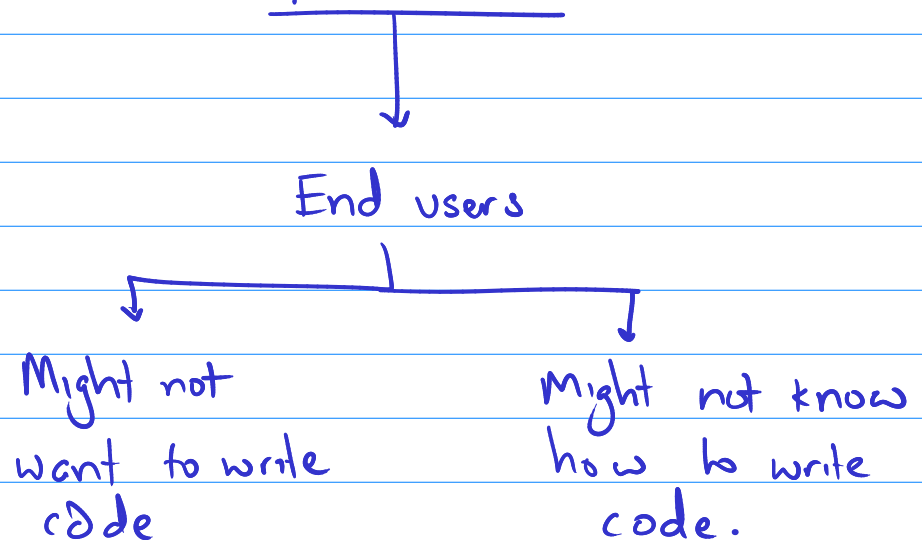 End users
Might not
want to write
code
Might not know
how to write
code.